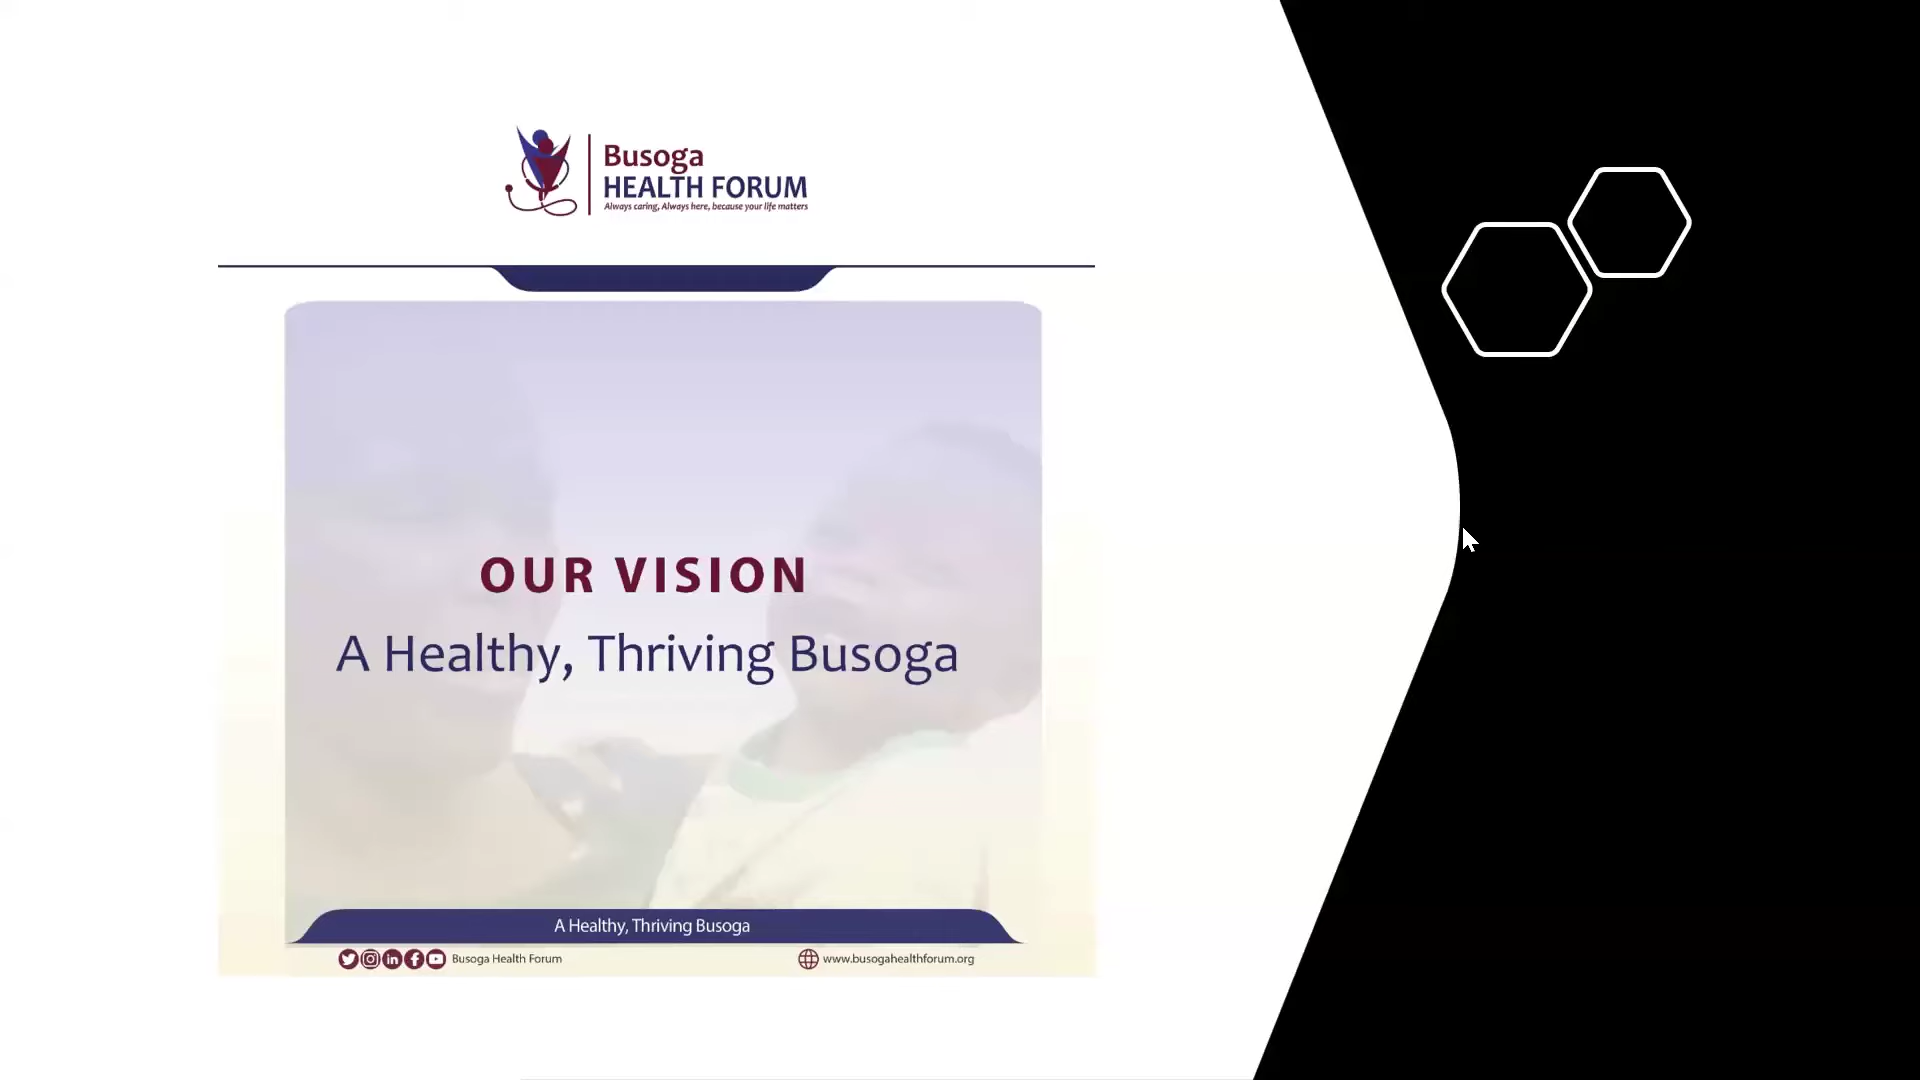 Busoga
HEALTH FORUM
Always caring, Always here, because your life matters
OUR VISION
A Healthy, Thriving Busoga
A Healthy, Thriving Busoga
Busoga Health Forum
www.busogahealthforum.org